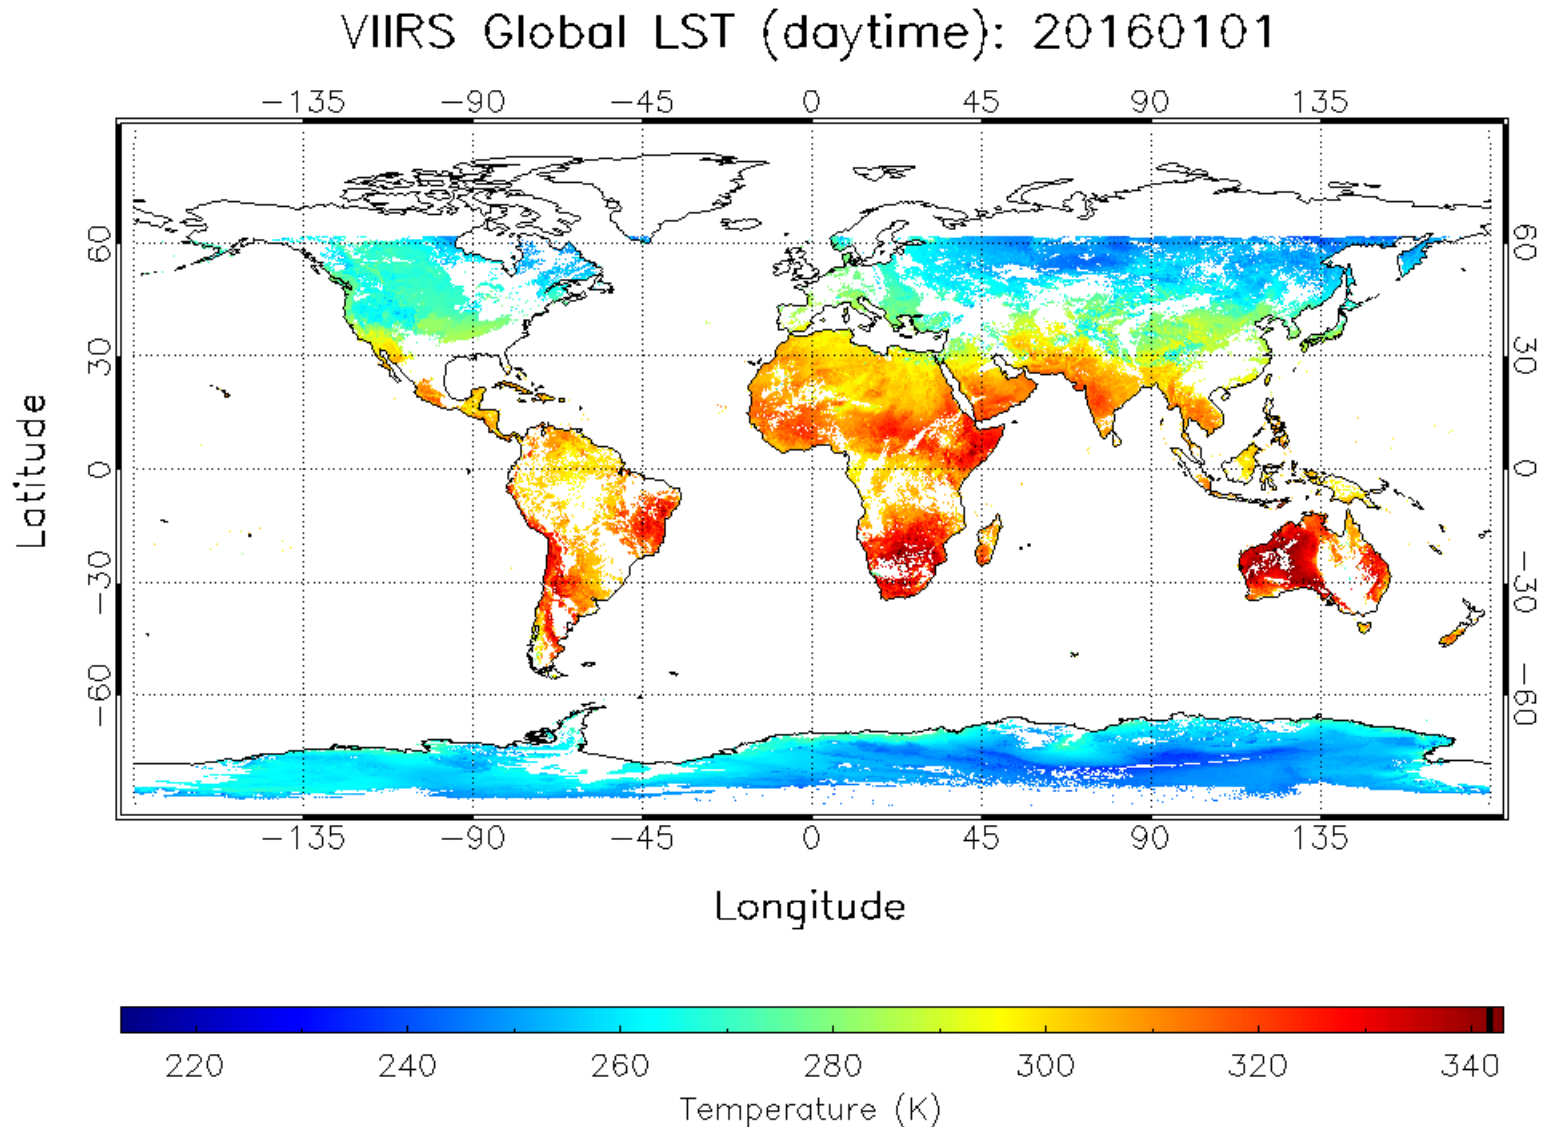 VIIRS Global LST (daytime): 20160101
−135 −90 −45 0 45 90 135
60 60
30 30
Latitude
0 0
−30 −30
−60 −60
−135 −90 −45 0 45 90 135
Longitude
220 240 260 280 300 320 340
Temperature (K)